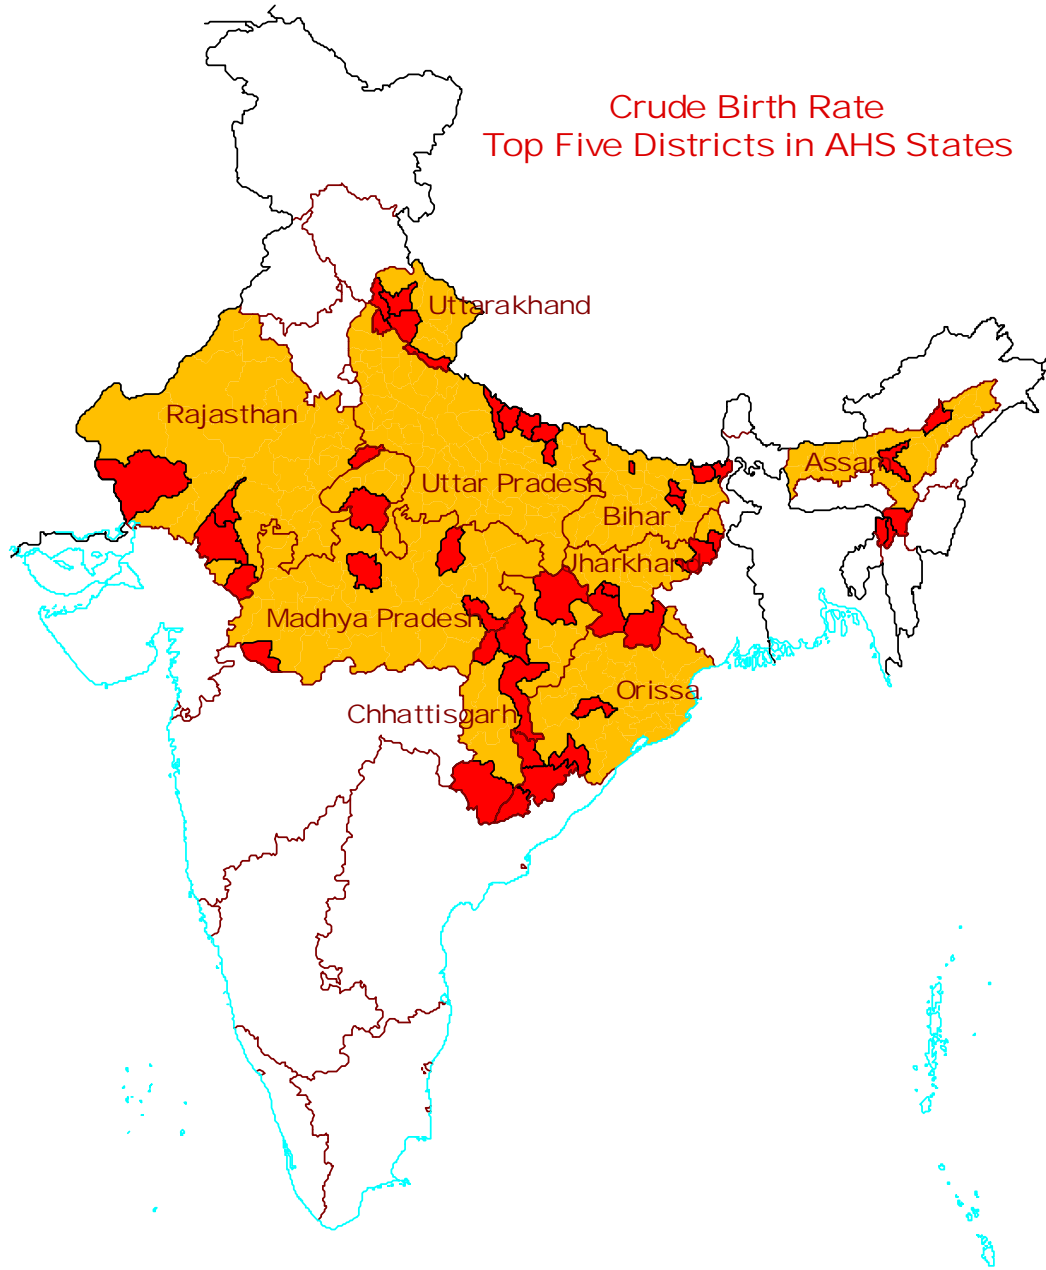 Crude Birth Rate
Top Five Districts in AHS States
Uttarakhand
Rajasthan
Assam
Uttar Pradesh
Bihar
Jharkhand
Madhya Pradesh
Orissa
Chhattisgarh